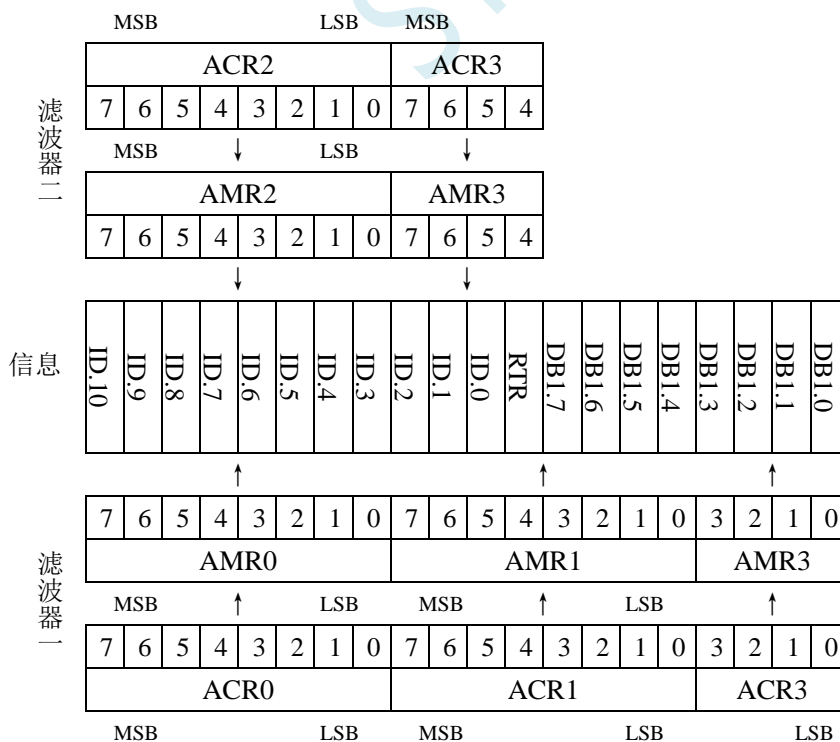 MSB LSB MSB
ACR2 ACR3
7 6 5 4 3 2 1 0 7 6 5 4
滤波器二
MSB LSB
AMR2 AMR3
7 6 5 4 3 2 1 0 7 6 5 4
信息
ID.10 ID.9 ID.8 ID.7 ID.6 ID.5 ID.4 ID.3 ID.2 ID.1 ID.0 RTR DB1.7 DB1.6 DB1.5 DB1.4 DB1.3 DB1.2 DB1.1 DB1.0
7 6 5 4 3 2 1 0 7 6 5 4 3 2 1 0 3 2 1 0
AMR0 AMR1 AMR3
滤波器一
MSB LSB MSB LSB
7 6 5 4 3 2 1 0 7 6 5 4 3 2 1 0 3 2 1 0
ACR0 ACR1 ACR3
MSB LSB MSB LSB LSB